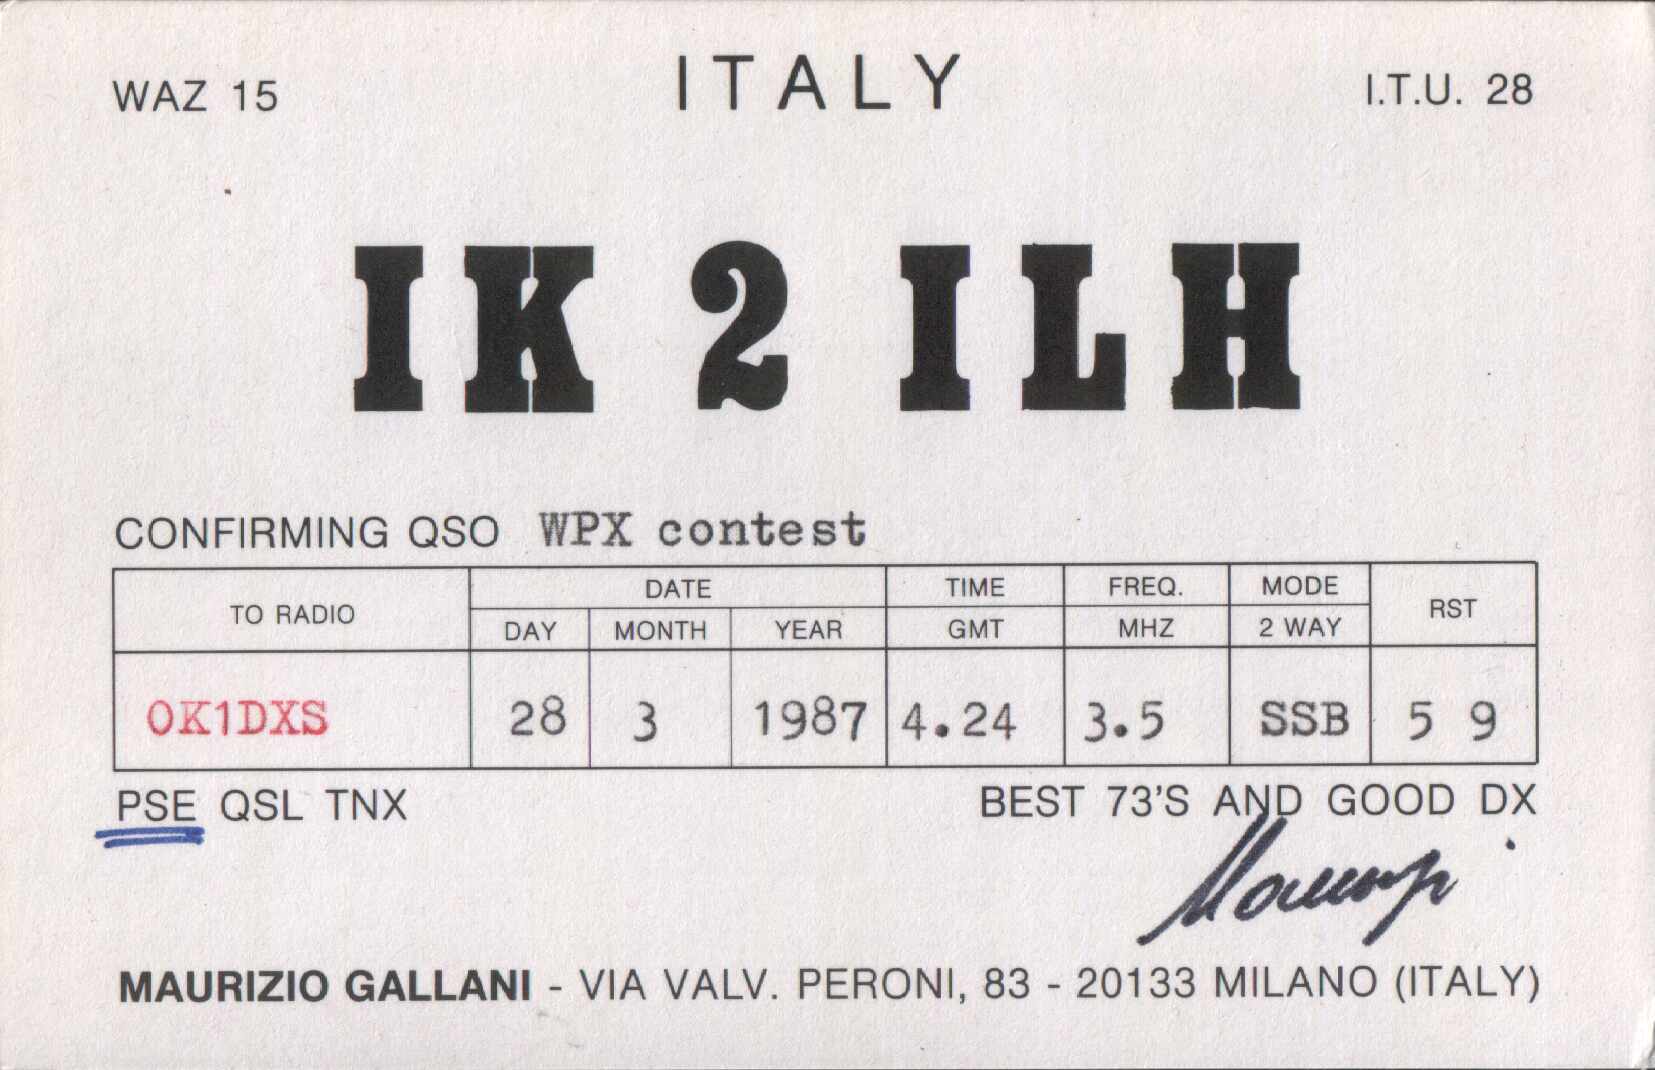 WAZ 15 ITALY I.T.U. 28
IK 2 ILH
CONFIRMING QSO WPX contest
TO RADIO DATE TIME FREQ. MODE RST
DAY MONTH YEAR GMT MHZ 2 WAY
OK1DXS 28 3 1987 4.24 3.5 SSB 5 9
PSE QSL TNX BEST 73'S AND GOOD DX
Maurizio
MAURIZIO GALLANI - VIA VALV. PERONI, 83 - 20133 MILANO (ITALY)